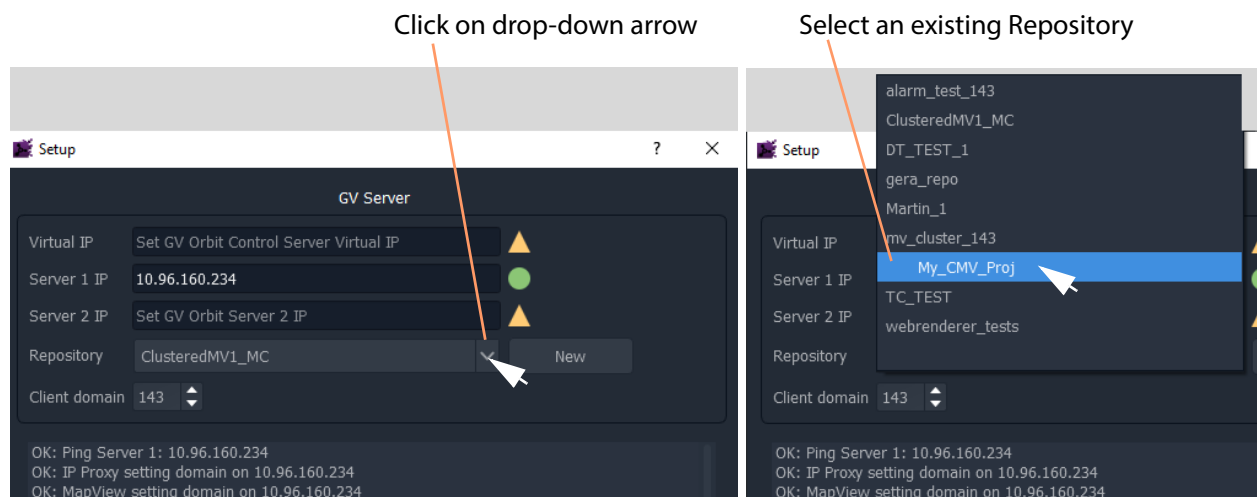 Click on drop-down arrow
Select an existing Repository
Setup
?
GV Server
Virtual IP
Set GV Orbit Control Server Virtual IP
Server 1 IP
10.96.160.234
Server 2 IP
Set GV Orbit Server 2 IP
Repository
ClusteredMV1_MC
New
Client domain
143
OK: Ping Server 1: 10.96.160.234
OK: IP Proxy setting domain on 10.96.160.234
OK: MapView setting domain on 10.96.160.234
alarm_test_143
ClusteredMV1_MC
Setup
DT_TEST_1
gera_repo
Martin_1
Virtual IP
mv_cluster_143
Server 1 IP
My_CMV_Proj
TC_TEST
Server 2 IP
webrenderer_tests
Repository
Client domain
143
OK: Ping Server 1: 10.96.160.234
OK: IP Proxy setting domain on 10.96.160.234
OK: MapView setting domain on 10.96.160.234